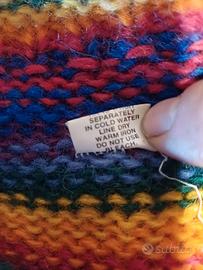 SEPARATELY
IN COLD WATER
LINE DRY
WARM IRON
DO NOT USE
BLEACH.
subito